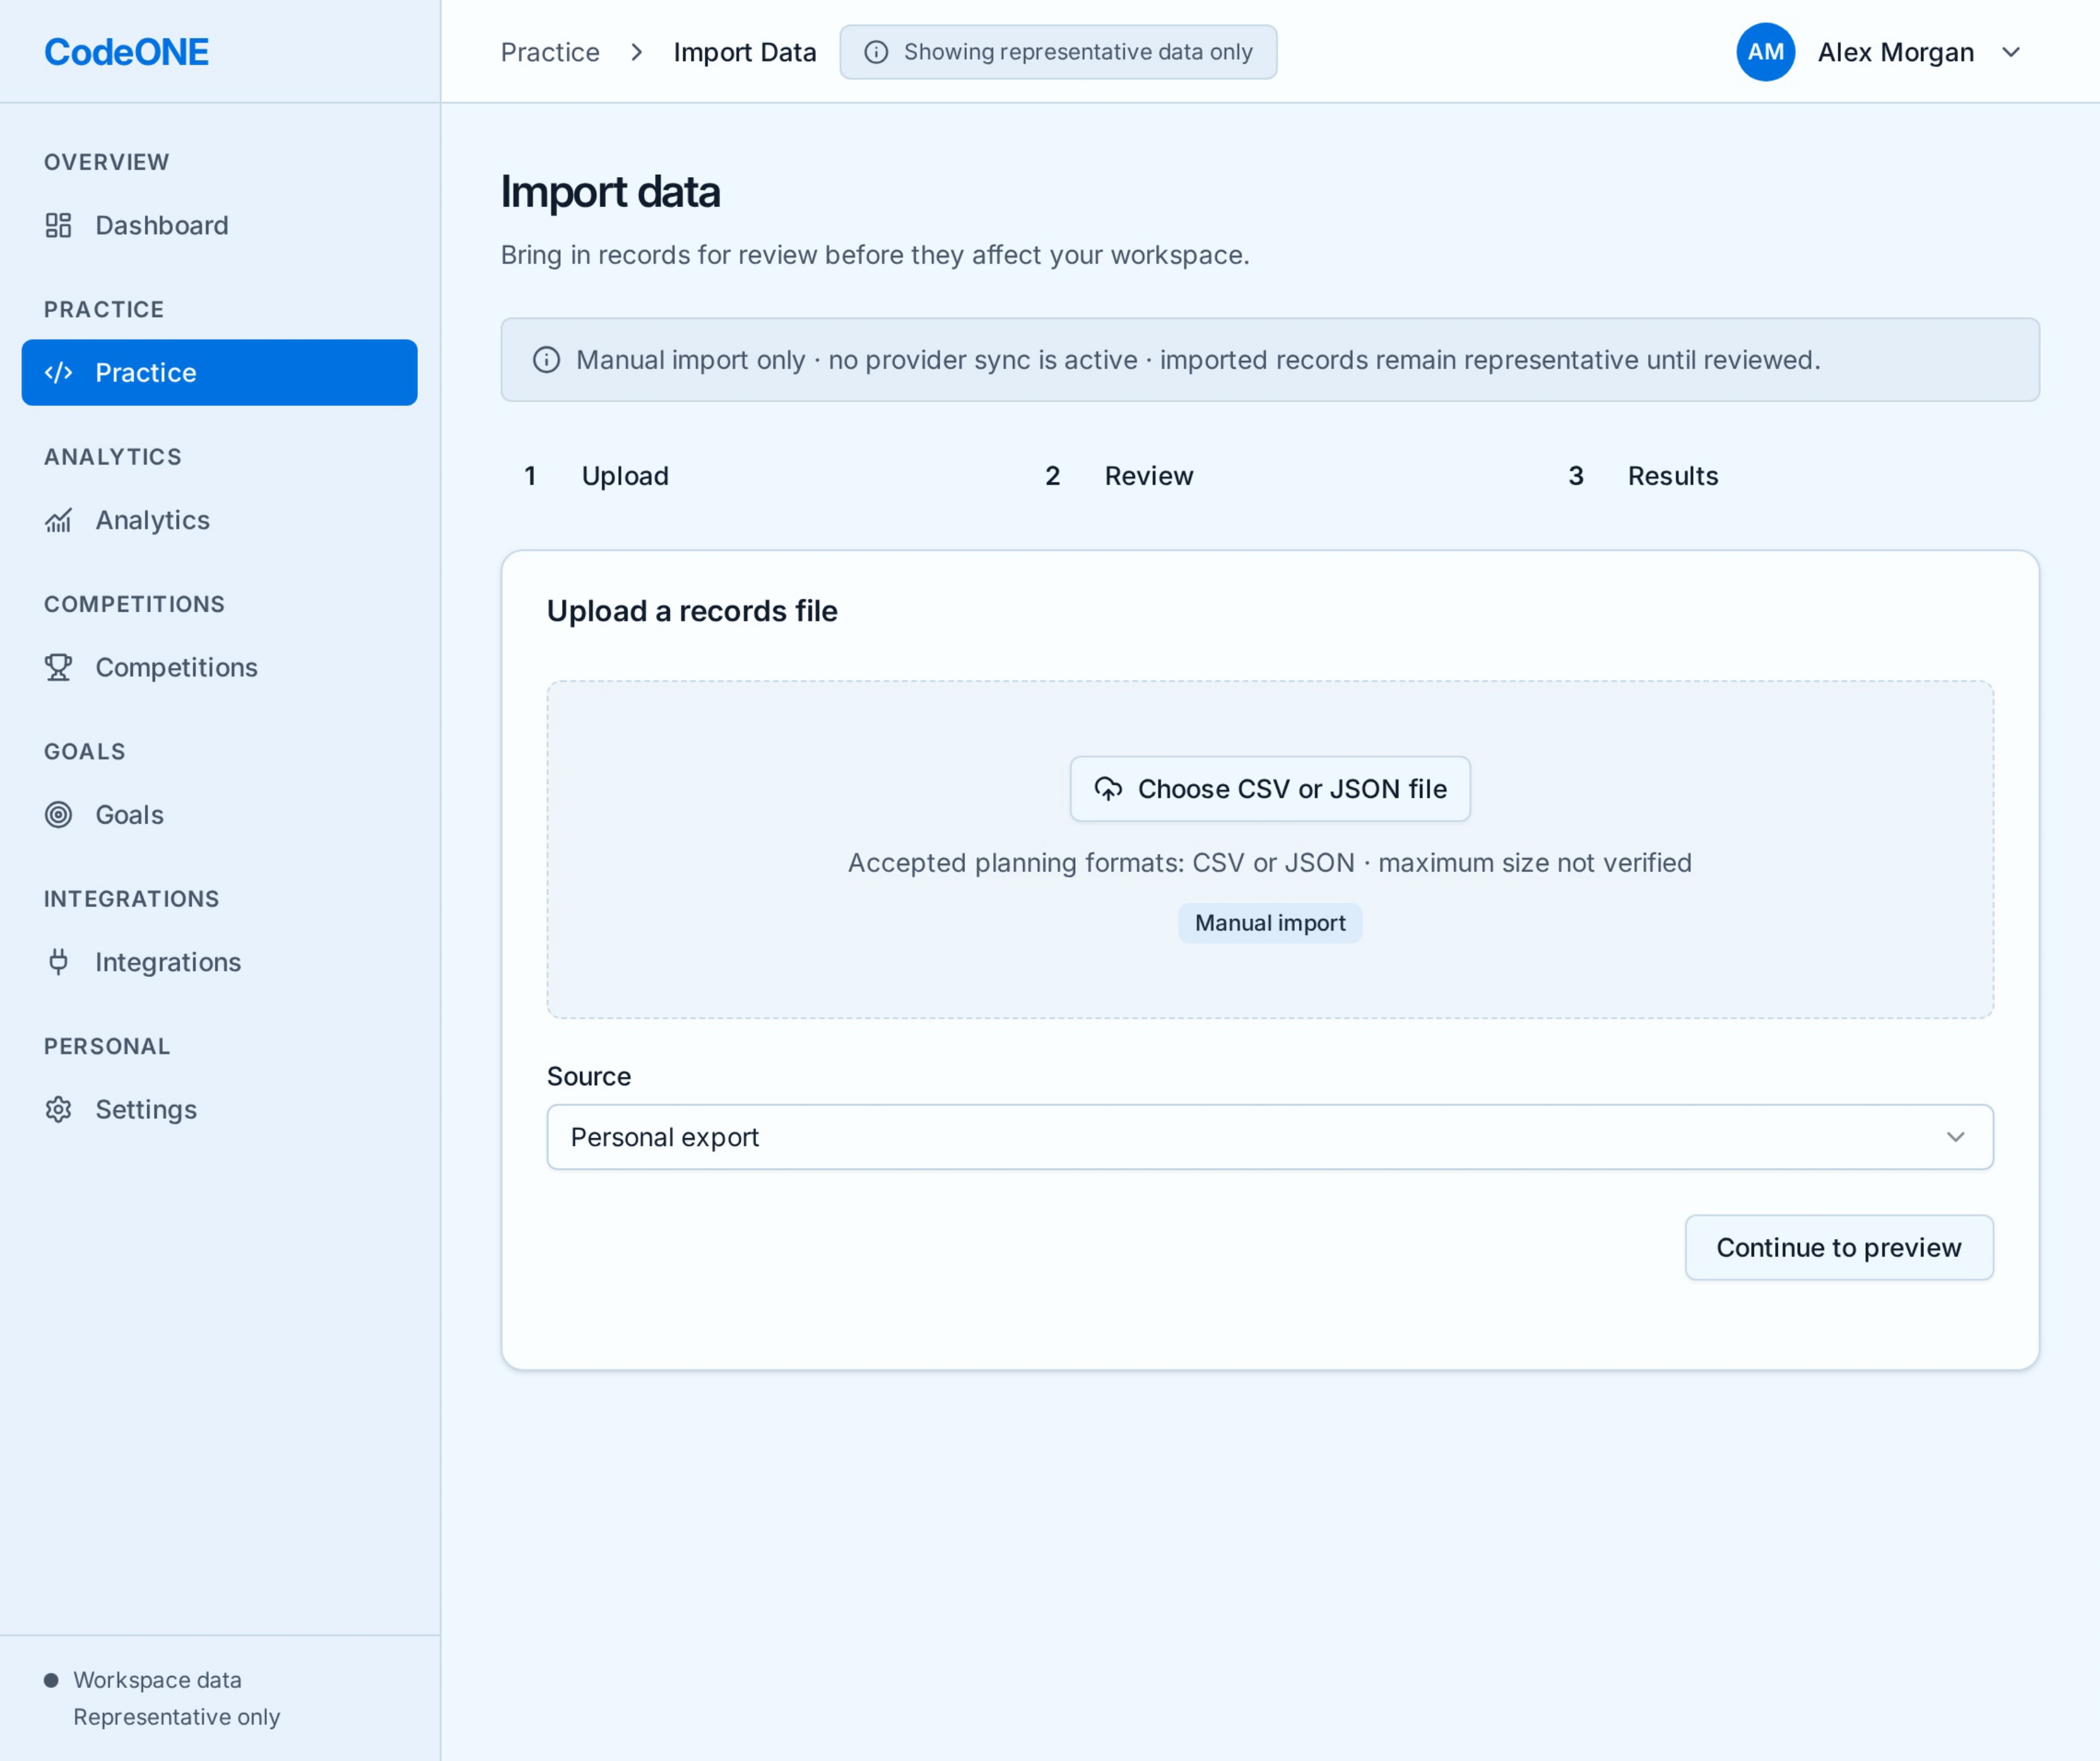 CodeONE
Practice > Import Data
Showing representative data only
AM Alex Morgan
OVERVIEW
Dashboard
PRACTICE
Practice
ANALYTICS
Analytics
COMPETITIONS
Competitions
GOALS
Goals
INTEGRATIONS
Integrations
PERSONAL
Settings
Workspace data
Representative only
Import data
Bring in records for review before they affect your workspace.
Manual import only · no provider sync is active · imported records remain representative until reviewed.
1 Upload
2 Review
3 Results
Upload a records file
Choose CSV or JSON file
Accepted planning formats: CSV or JSON · maximum size not verified
Manual import
Source
Personal export
Continue to preview